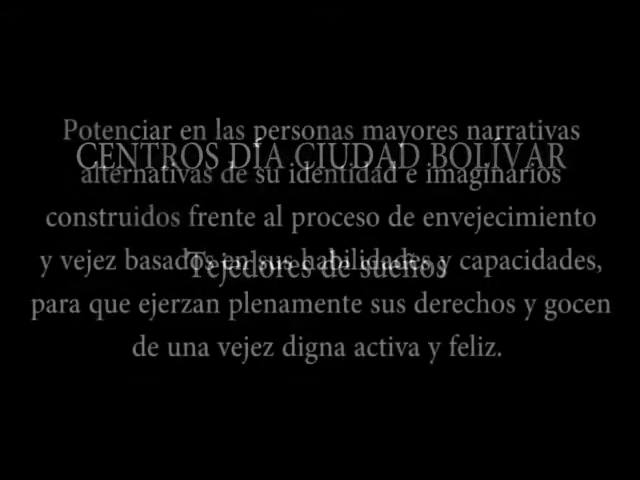 Potenciar en las personas mayores narrativas
CENTROS DÍA CIUDAD BOLÍVAR
alternativas de su identidad e imaginarios
construidos frente al proceso de envejecimiento
y vejez basados en sus habilidades y capacidades,
Tejedores de sueños
para que ejerzan plenamente sus derechos y gocen
de una vejez digna activa y feliz.